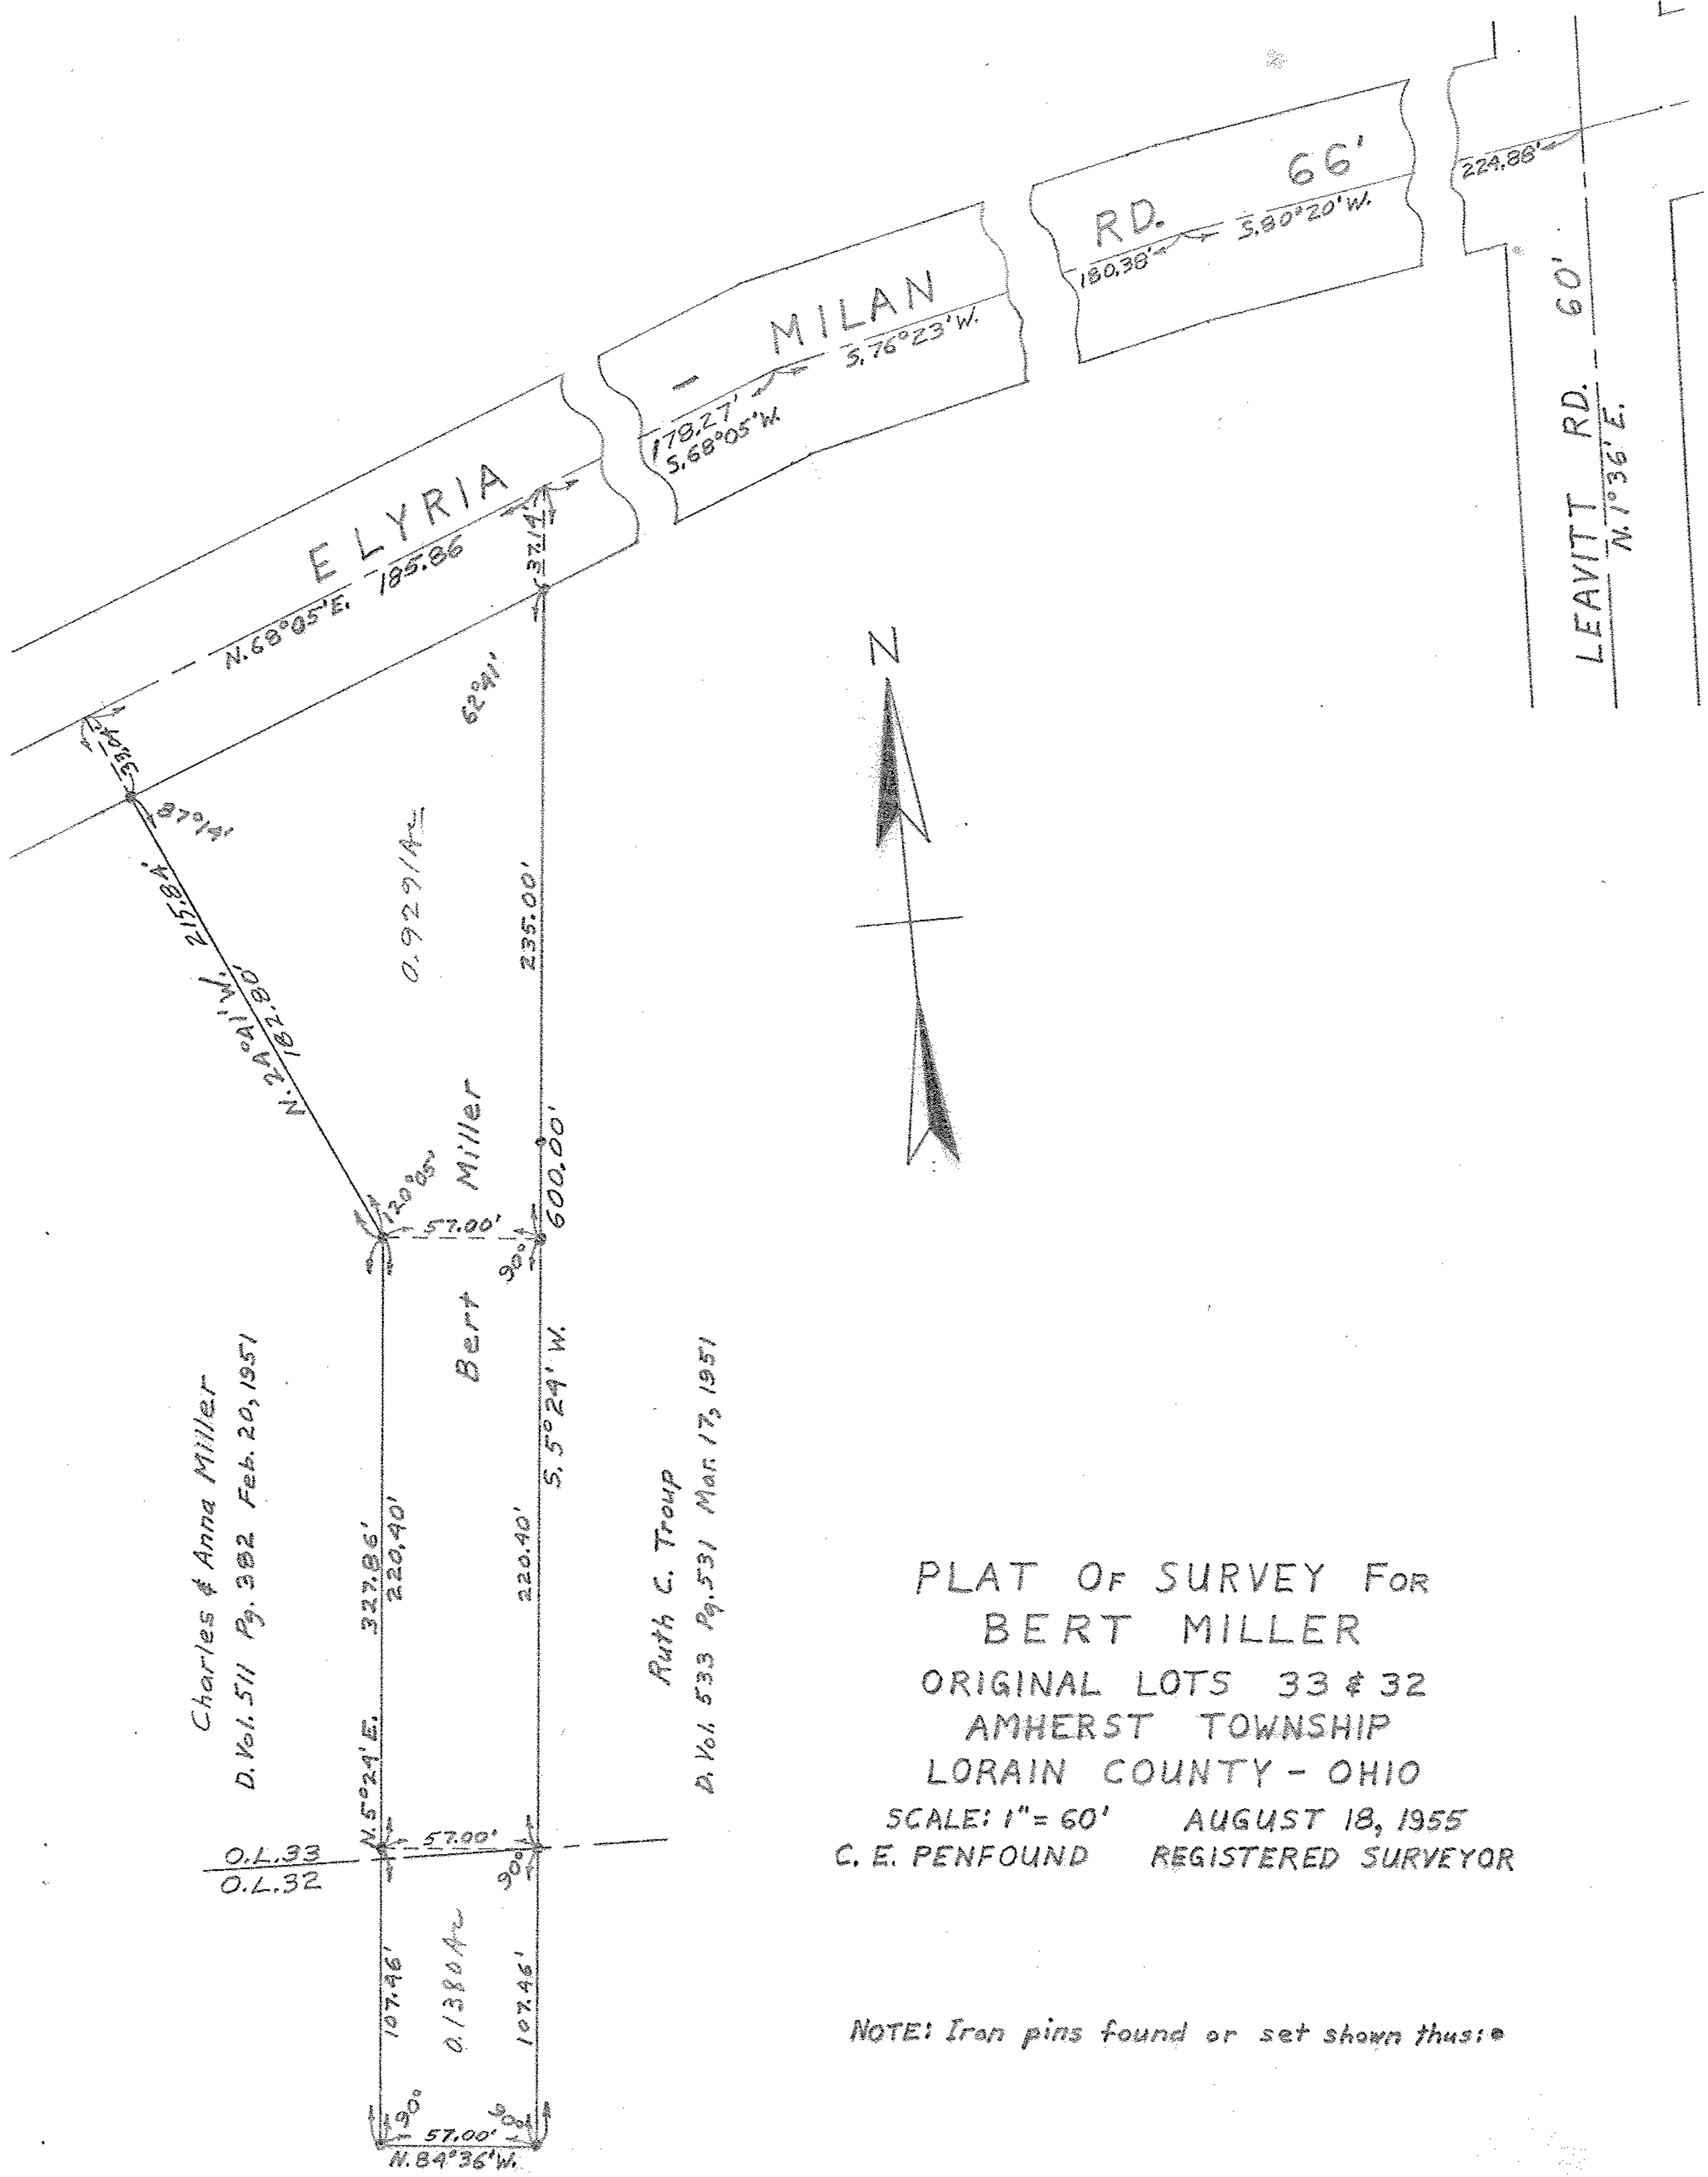 ELYRIA - MILAN RD. 66'
224.88'
S.80°20'W.
180.38'
S.76°23'W.
178.27'
S.68°05'W.
N.68°05'E. 185.86
37.14'
33.04'
LEAVITT RD. 60'
N.1°36'E.
N
62°41'
87°14'
0.9291Ac
235.00'
215.84'
N.24°41'W.
182.80'
120°05'
57.00'
90°
600.00'
S.5°24'W.
Bert Miller
Charles & Anna Miller
D.Vol.511 Pg. 382 Feb. 20, 1951
N.5°24'E. 327.86'
220.40'
220.40'
Ruth C. Troup
D. Vol. 533 Pg.531 Mar. 17, 1951
O.L.33
O.L.32
57.00'
90°
107.46'
0.1380Ac
107.46'
90°
90°
57.00'
N.84°36'W.
PLAT OF SURVEY FOR
BERT MILLER
ORIGINAL LOTS 33 & 32
AMHERST TOWNSHIP
LORAIN COUNTY - OHIO
SCALE: 1"= 60' AUGUST 18, 1955
C. E. PENFOUND REGISTERED SURVEYOR
NOTE: Iron pins found or set shown thus: